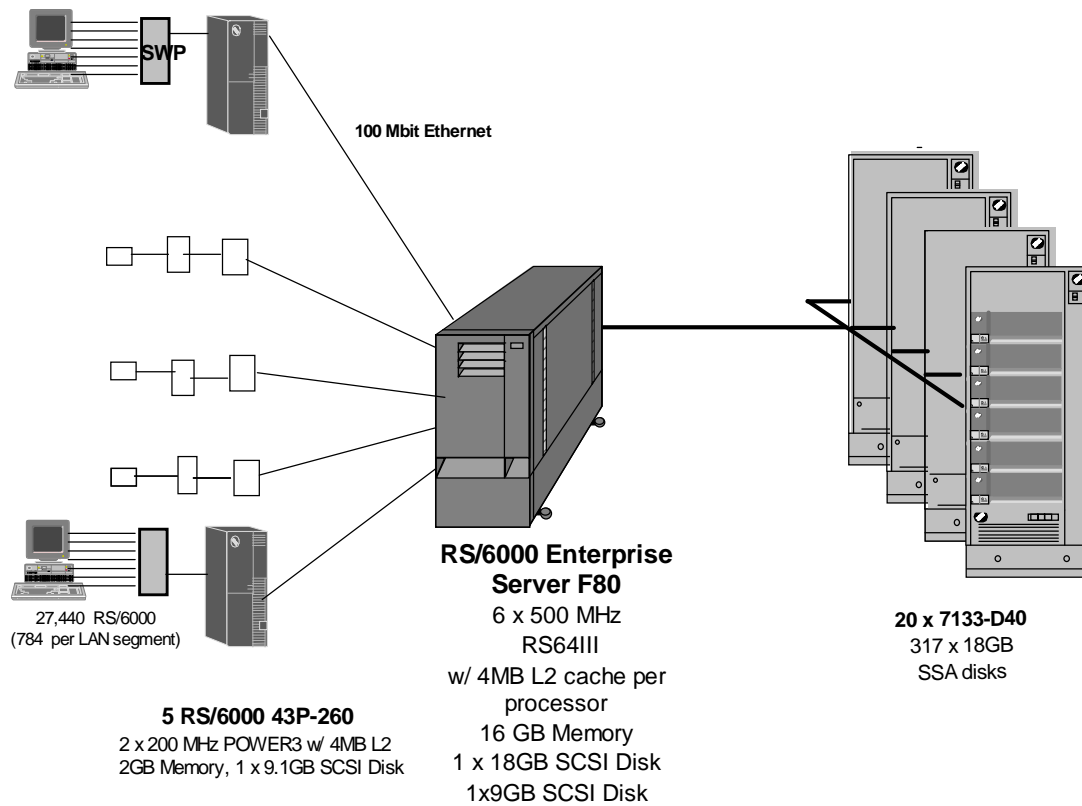 SWP
100 Mbit Ethernet
27,440 RS/6000
(784 per LAN segment)
5 RS/6000 43P-260
2 x 200 MHz POWER3 w/ 4MB L2
2GB Memory, 1 x 9.1GB SCSI Disk
RS/6000 Enterprise
Server F80
6 x 500 MHz
RS64III
w/ 4MB L2 cache per
processor
16 GB Memory
1 x 18GB SCSI Disk
1x9GB SCSI Disk
20 x 7133-D40
317 x 18GB
SSA disks